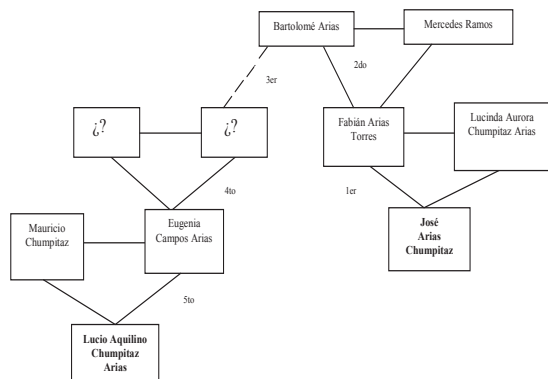 Bartolomé Arias
Mercedes Ramos
3er
2do
¿?
¿?
Fabián Arias
Torres
Lucinda Aurora
Chumpitaz Arias
4to
1er
Mauricio
Chumpitaz
Eugenia
Campos Arias
José
Arias
Chumpitaz
5to
Lucio Aquilino
Chumpitaz
Arias